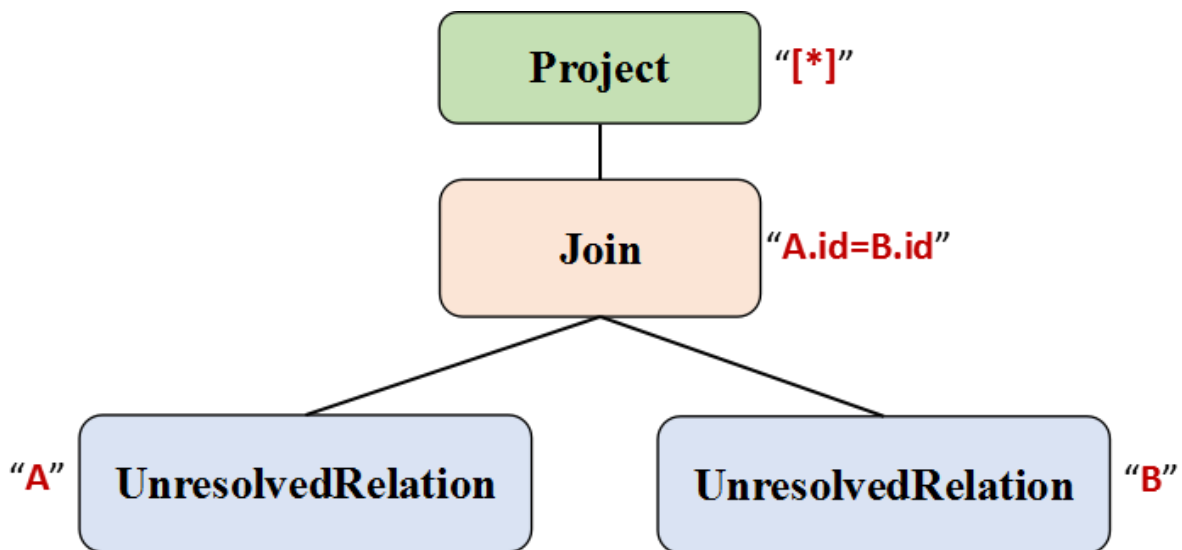 Project “[*]”
Join “A.id=B.id”
“A” UnresolvedRelation UnresolvedRelation “B”